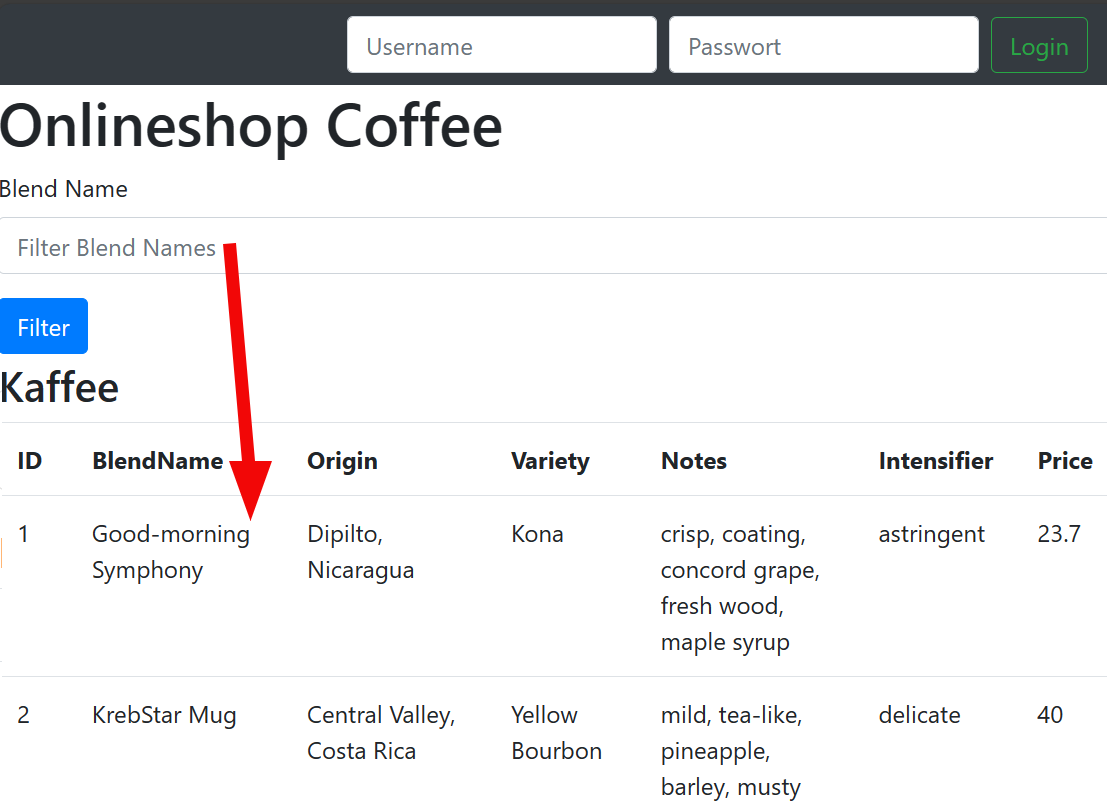 Username Passwort Login
Onlineshop Coffee
Blend Name
Filter Blend Names
Filter
Kaffee
ID BlendName Origin Variety Notes Intensifier Price
1 Good-morning Dipilto, Kona crisp, coating, astringent 23.7
Symphony Nicaragua concord grape,
fresh wood,
maple syrup
2 KrebStar Mug Central Valley, Yellow mild, tea-like, delicate 40
Costa Rica Bourbon pineapple,
barley, musty